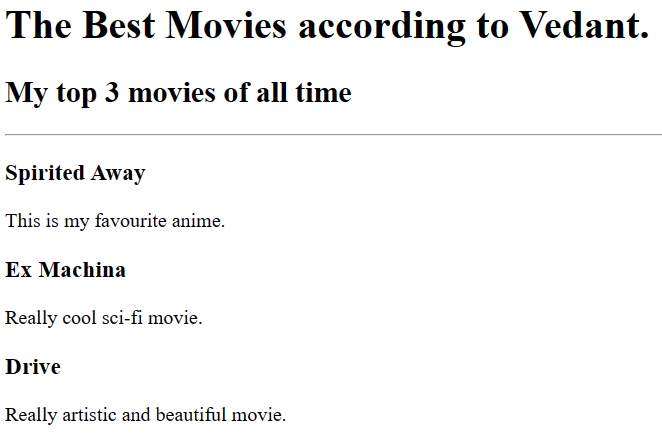 The Best Movies according to Vedant.
My top 3 movies of all time
Spirited Away
This is my favourite anime.
Ex Machina
Really cool sci-fi movie.
Drive
Really artistic and beautiful movie.